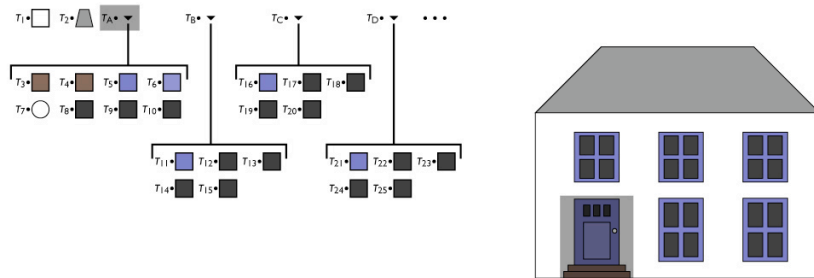 T1• T2• TA• TB• TC• TD• • • •
T3• T4• T5• T6• T16• T17• T18•
T7• T8• T9• T10• T19• T20•
T11• T12• T13• T21• T22• T23•
T14• T15• T24• T25•